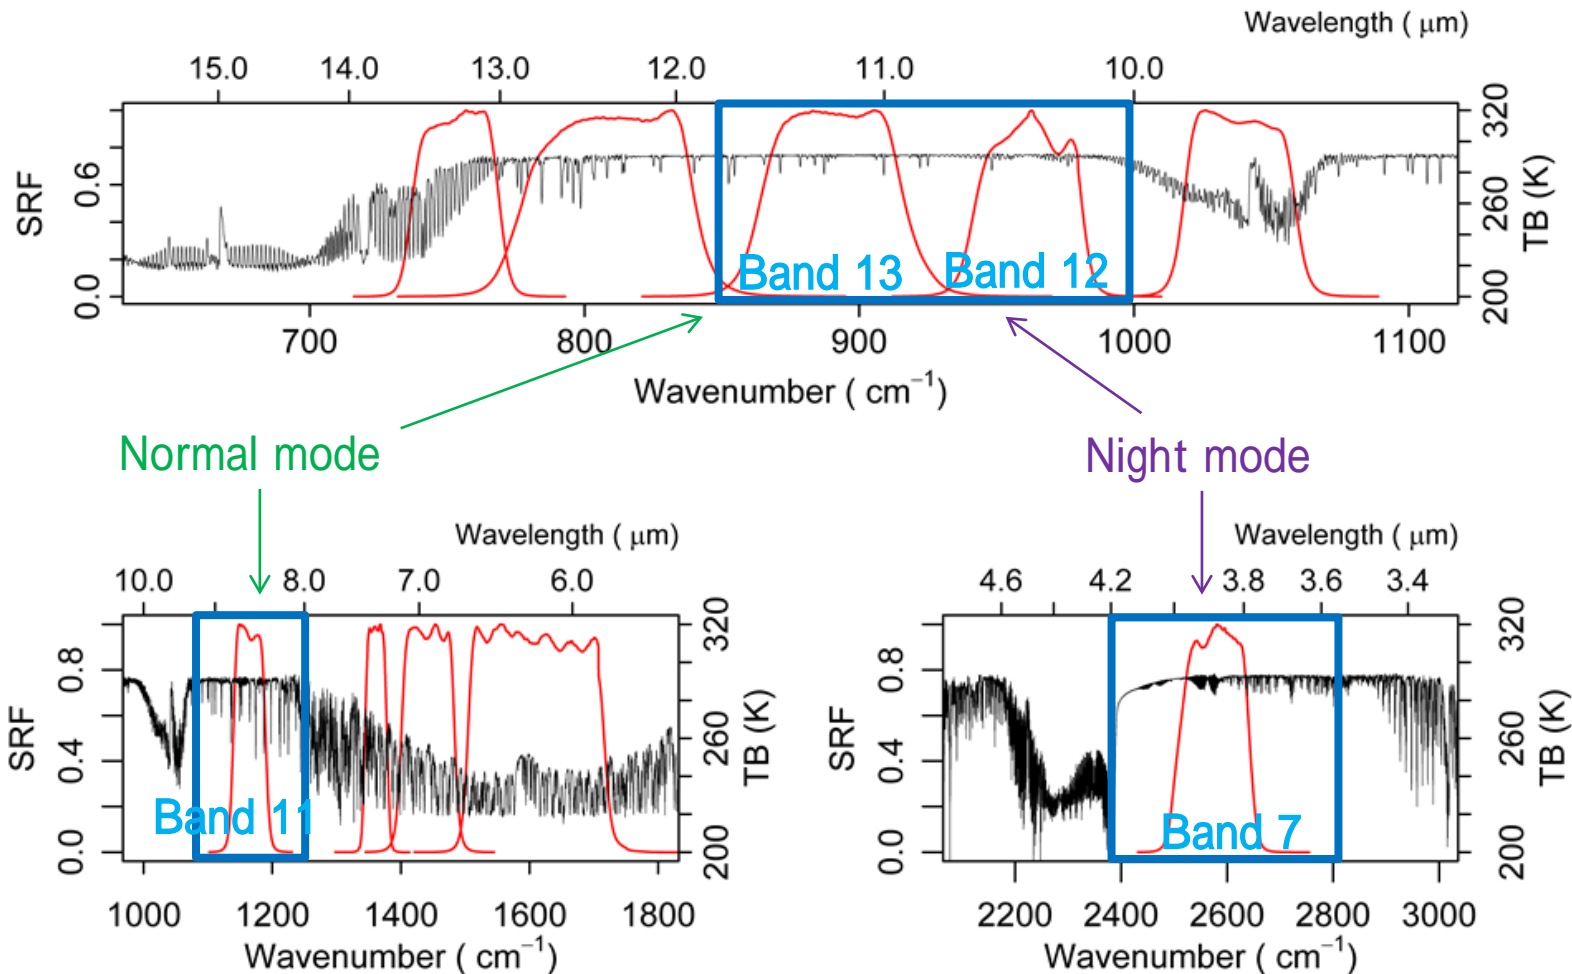 Wavelength ( μm)
15.0 14.0 13.0 12.0 11.0 10.0
SRF
0.0 0.6
320 260 200
TB (K)
Band 13 Band 12
700 800 900 1000 1100
Wavenumber ( cm⁻¹)
Normal mode
Night mode
Wavelength ( μm)
10.0 8.0 7.0 6.0
SRF
0.0 0.4 0.8
320 260 200
TB (K)
Band 11
1000 1200 1400 1600 1800
Wavenumber ( cm⁻¹)
Wavelength ( μm)
4.6 4.2 3.8 3.6 3.4
SRF
0.0 0.4 0.8
320 260 200
TB (K)
Band 7
2200 2400 2600 2800 3000
Wavenumber ( cm⁻¹)